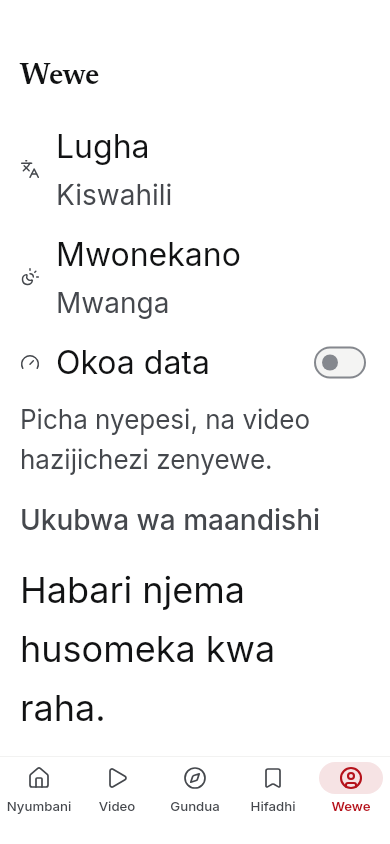 Wewe
Lugha
Kiswahili
Mwonekano
Mwanga
Okoa data
Picha nyepesi, na video
hazijichezi zenyewe.
Ukubwa wa maandishi
Habari njema
husomeka kwa
raha.
Nyumbani
Video
Gundua
Hifadhi
Wewe